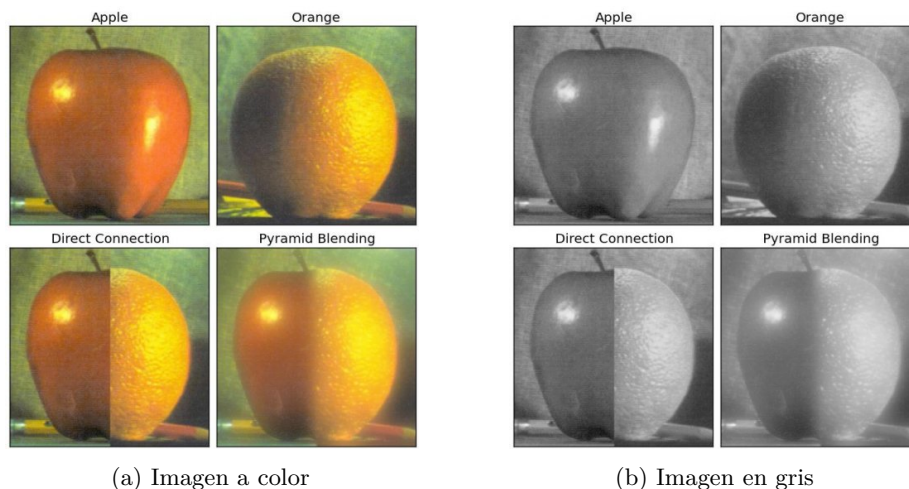 Apple
Orange
Direct Connection
Pyramid Blending
(a) Imagen a color
Apple
Orange
Direct Connection
Pyramid Blending
(b) Imagen en gris